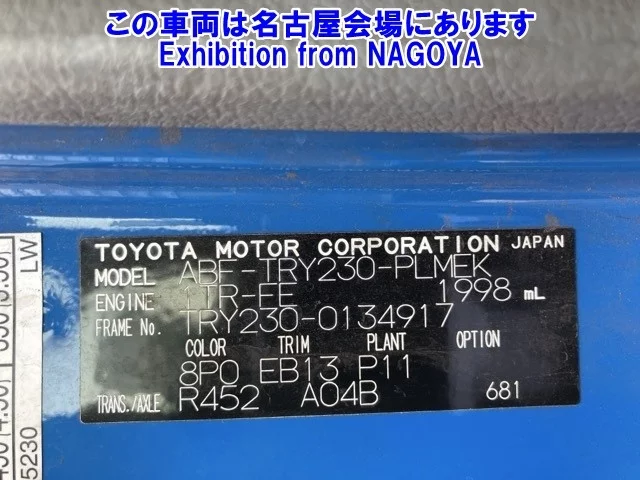 この車両は名古屋会場にあります
Exhibition from NAGOYA
TOYOTA MOTOR CORPORATION JAPAN
MODEL ABF-TRY230-PLMEK
ENGINE 1TR-FE 1998 mL
FRAME No. TRY230-0134917
COLOR TRIM PLANT OPTION
8P0 EB13 P11
TRANS./AXLE R452 A04B 681
LW
5230